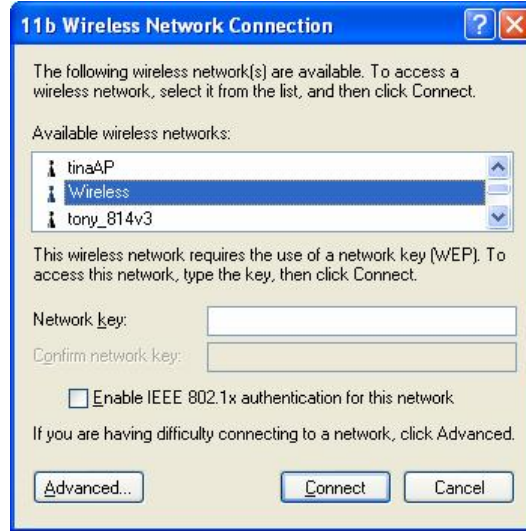 11b Wireless Network Connection
The following wireless network(s) are available. To access a
wireless network, select it from the list, and then click Connect.
Available wireless networks:
tinaAP
Wireless
tony_814v3
This wireless network requires the use of a network key (WEP). To
access this network, type the key, then click Connect.
Network key:
Confirm network key:
Enable IEEE 802.1x authentication for this network
If you are having difficulty connecting to a network, click Advanced.
Advanced... Connect Cancel